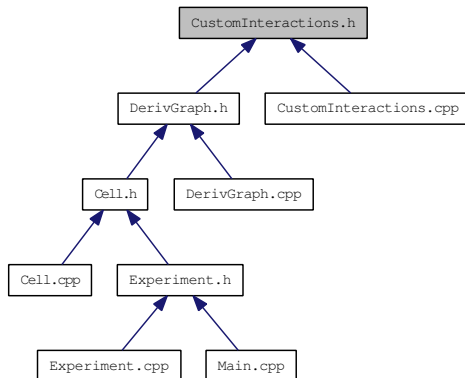 CustomInteractions.h
DerivGraph.h
CustomInteractions.cpp
Cell.h
DerivGraph.cpp
Cell.cpp
Experiment.h
Experiment.cpp
Main.cpp